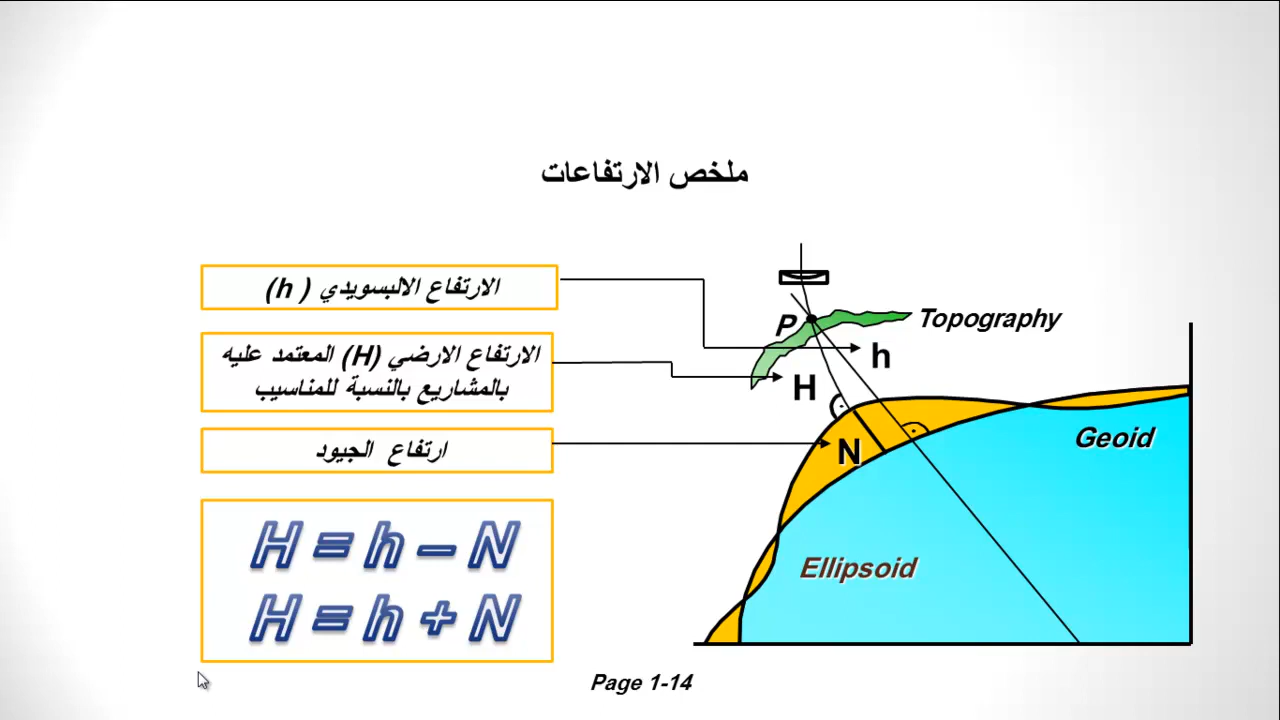 ملخص الارتفاعات
الارتفاع الالبسويدي ( h)
الارتفاع الارضي (H) المعتمد عليه
بالمشاريع بالنسبة للمناسيب
ارتفاع الجيود
H = h – N
H = h + N
P
Topography
h
H
N
Geoid
Ellipsoid
Page 1-14